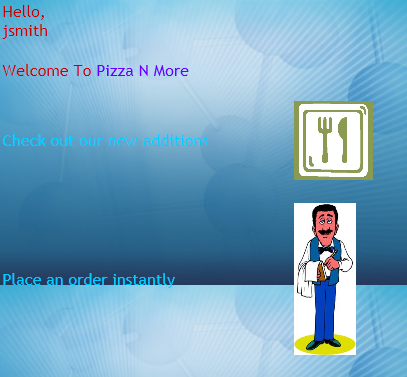 Hello,
jsmith
Welcome To Pizza N More
Check out our new additions
Place an order instantly